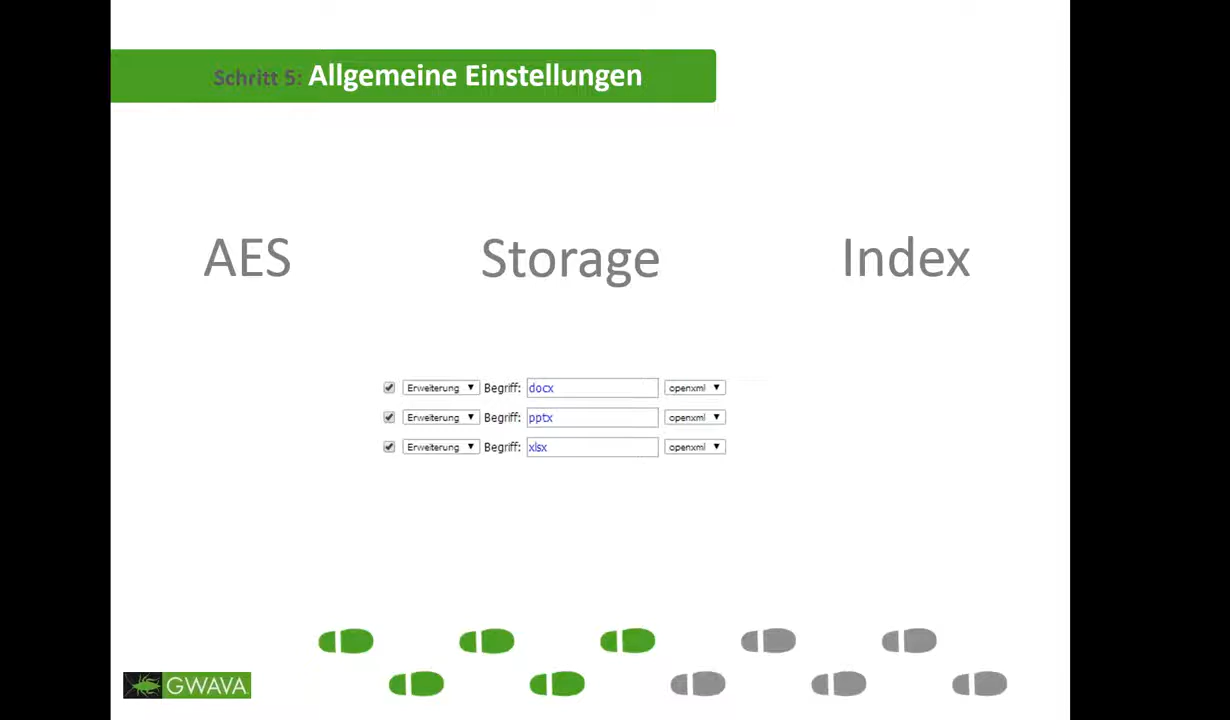 Schritt 5: Allgemeine Einstellungen
AES Storage Index
Erweiterung Begriff: docx openxml
Erweiterung Begriff: pptx openxml
Erweiterung Begriff: xlsx openxml
GWAVA